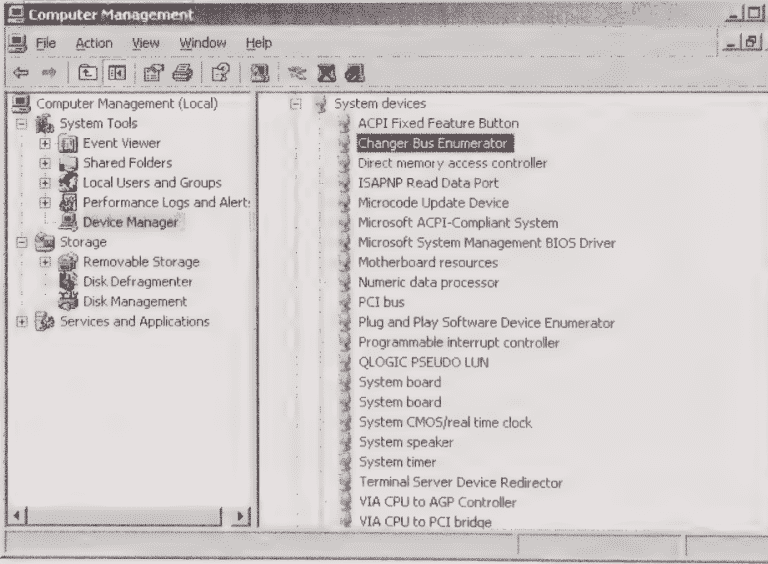 Computer Management
File Action View Window Help
Computer Management (Local)
System Tools
Event Viewer
Shared Folders
Local Users and Groups
Performance Logs and Alert:
Device Manager
Storage
Removable Storage
Disk Defragmenter
Disk Management
Services and Applications
System devices
ACPI Fixed Feature Button
Changer Bus Enumerator
Direct memory access controller
ISAPNP Read Data Port
Microcode Update Device
Microsoft ACPI-Compliant System
Microsoft System Management BIOS Driver
Motherboard resources
Numeric data processor
PCI bus
Plug and Play Software Device Enumerator
Programmable interrupt controller
QLOGIC PSEUDO LUN
System board
System board
System CMOS/real time clock
System speaker
System timer
Terminal Server Device Redirector
VIA CPU to AGP Controller
VIA CPU to PCI bridge